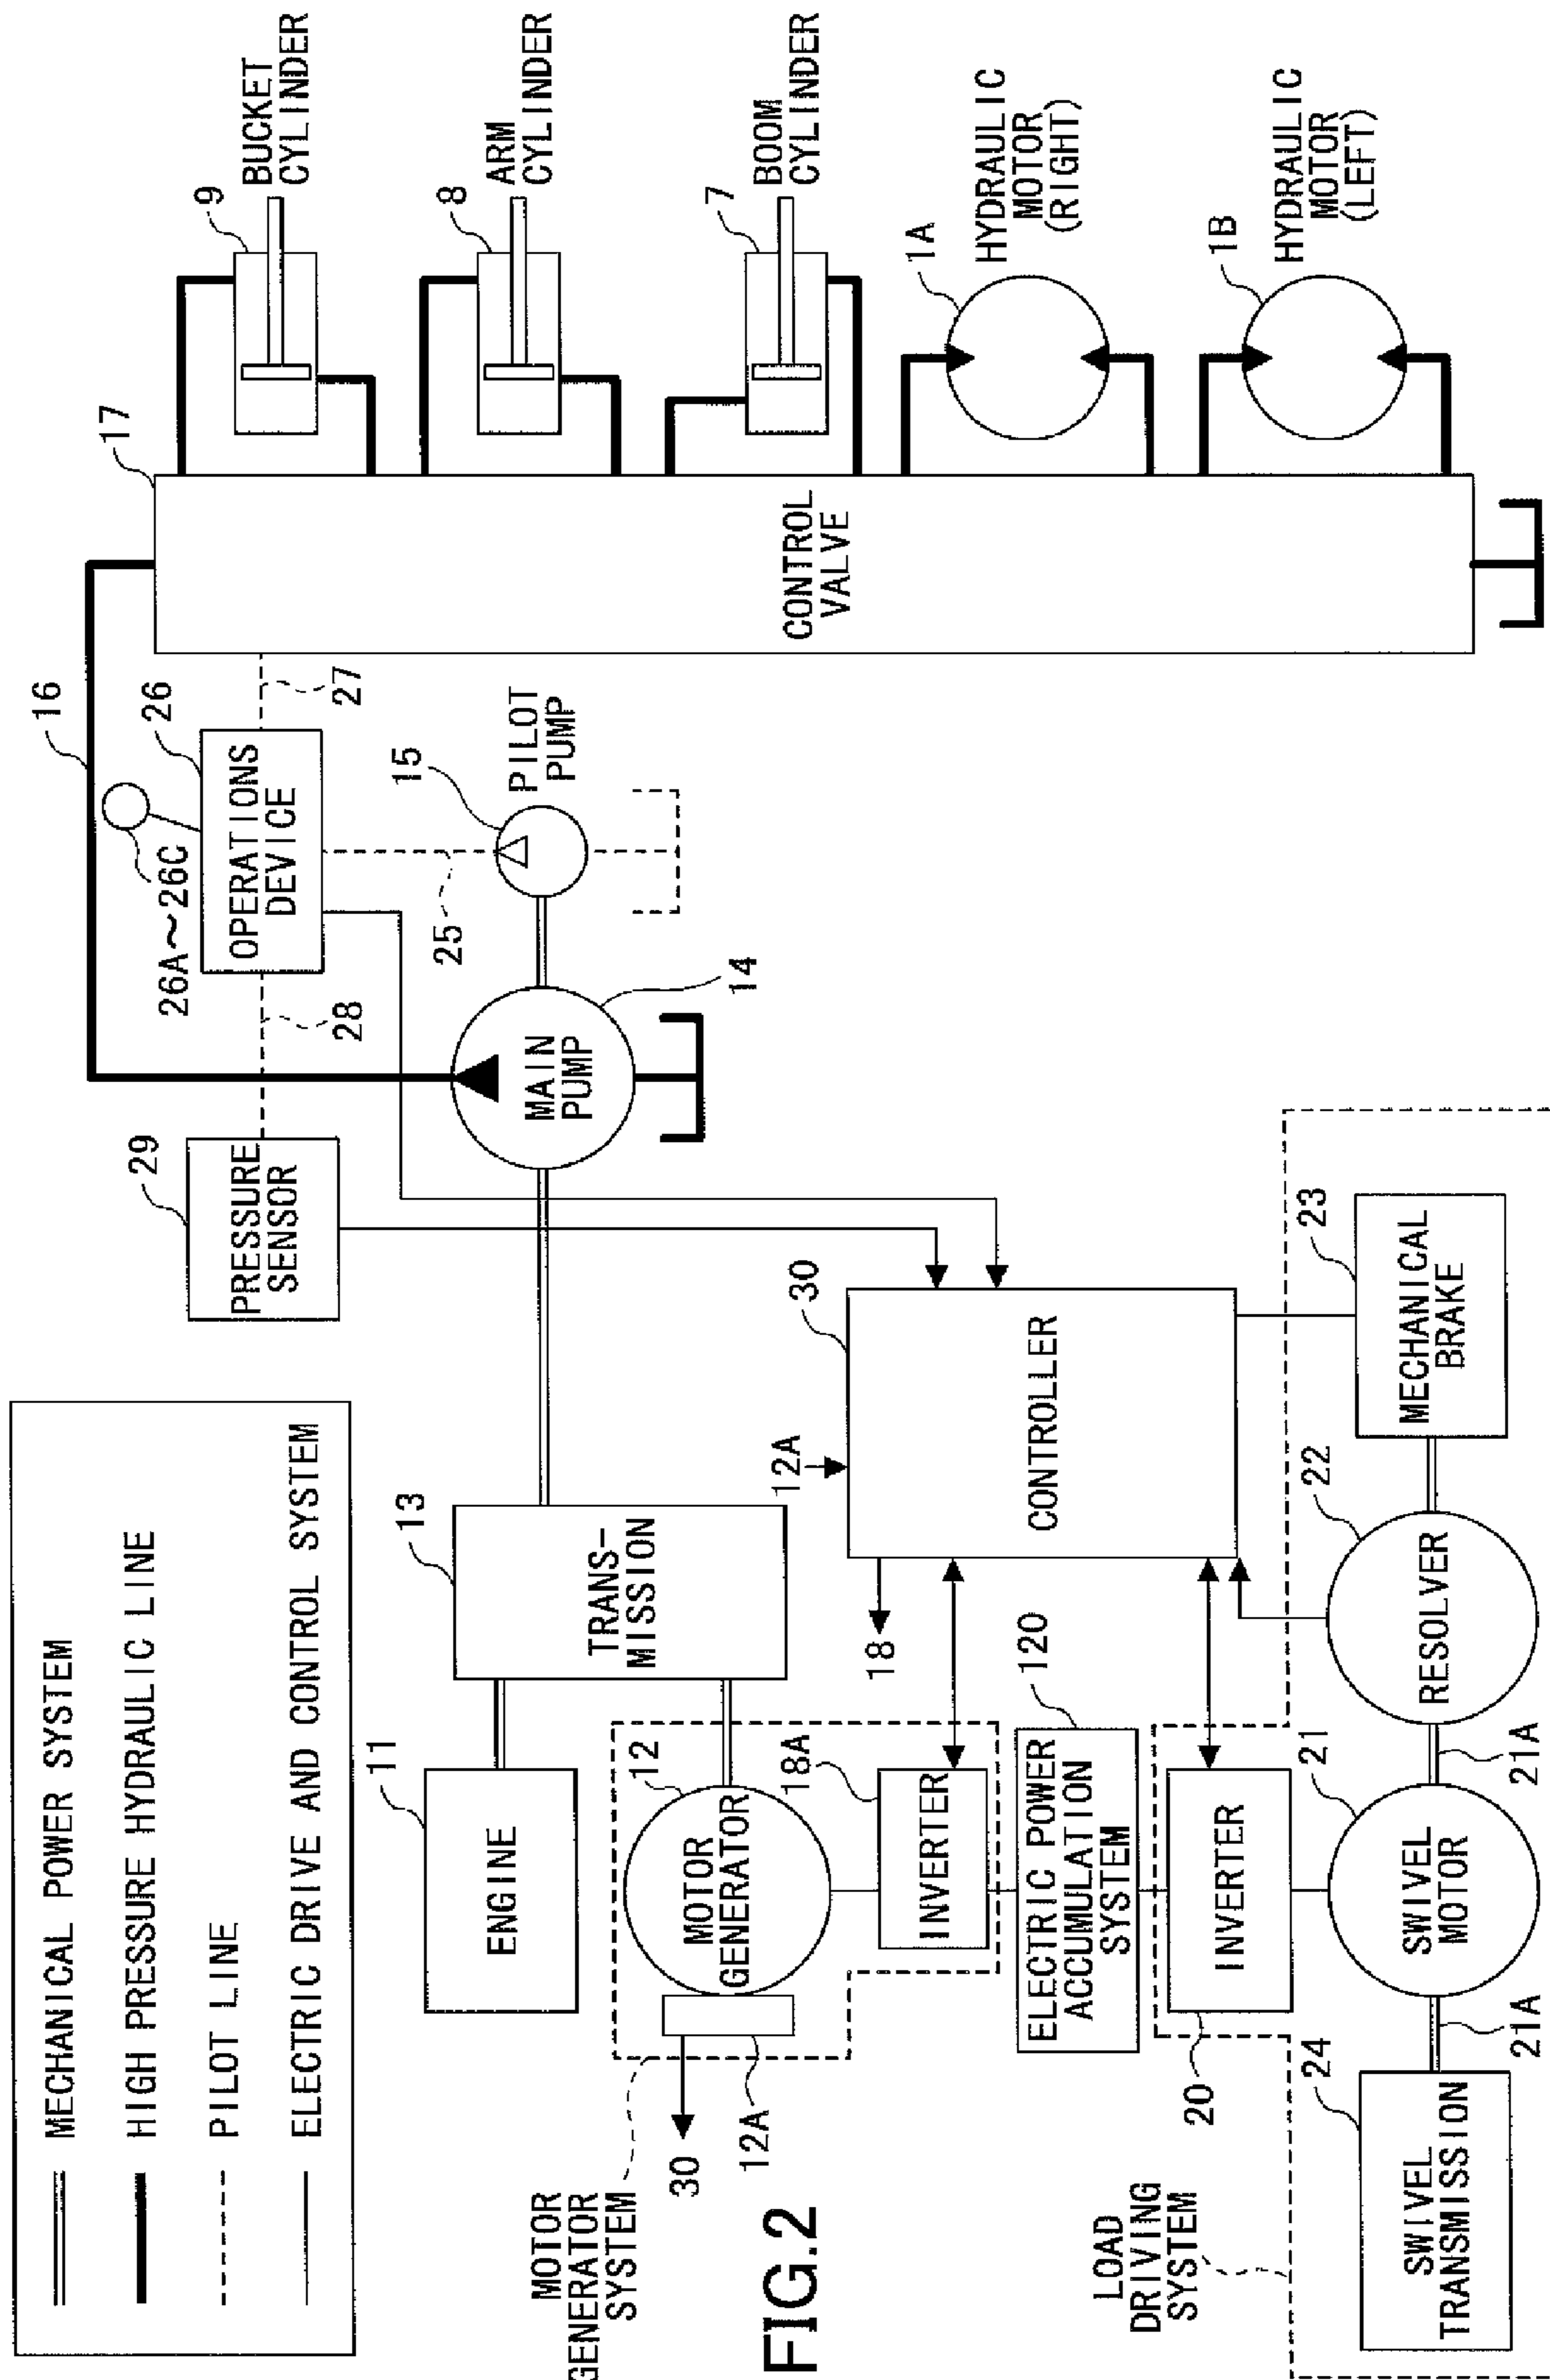 FIG.2
MECHANICAL POWER SYSTEM
HIGH PRESSURE HYDRAULIC LINE
PILOT LINE
ELECTRIC DRIVE AND CONTROL SYSTEM
29
PRESSURE
SENSOR
28
26A~26C
26
OPERATIONS
DEVICE
27
16
17
CONTROL
VALVE
9
BUCKET
CYLINDER
8
ARM
CYLINDER
7
BOOM
CYLINDER
1A
HYDRAULIC
MOTOR
(RIGHT)
1B
HYDRAULIC
MOTOR
(LEFT)
25
15
PILOT
PUMP
14
MAIN
PUMP
11
ENGINE
13
TRANS-
MISSION
MOTOR
GENERATOR
SYSTEM
30
12A
12
MOTOR
GENERATOR
18A
INVERTER
18
12A
30
CONTROLLER
120
ELECTRIC POWER
ACCUMULATION
SYSTEM
LOAD
DRIVING
SYSTEM
20
INVERTER
24
SWIVEL
TRANSMISSION
21A
21
SWIVEL
MOTOR
21A
22
RESOLVER
23
MECHANICAL
BRAKE